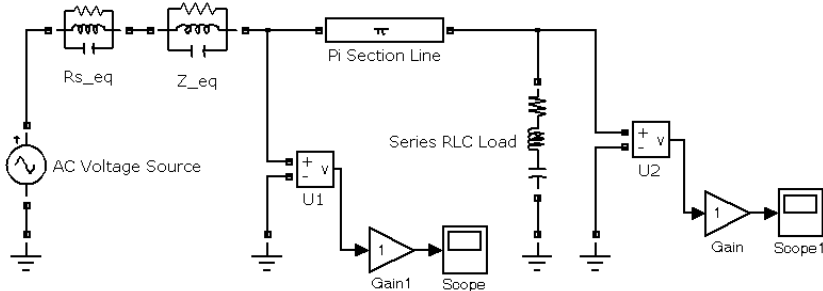 π
Pi Section Line
Rs_eq
Z_eq
AC Voltage Source
Series RLC Load
+
-
v
U1
+
-
v
U2
1
Gain1
Scope
1
Gain
Scope1